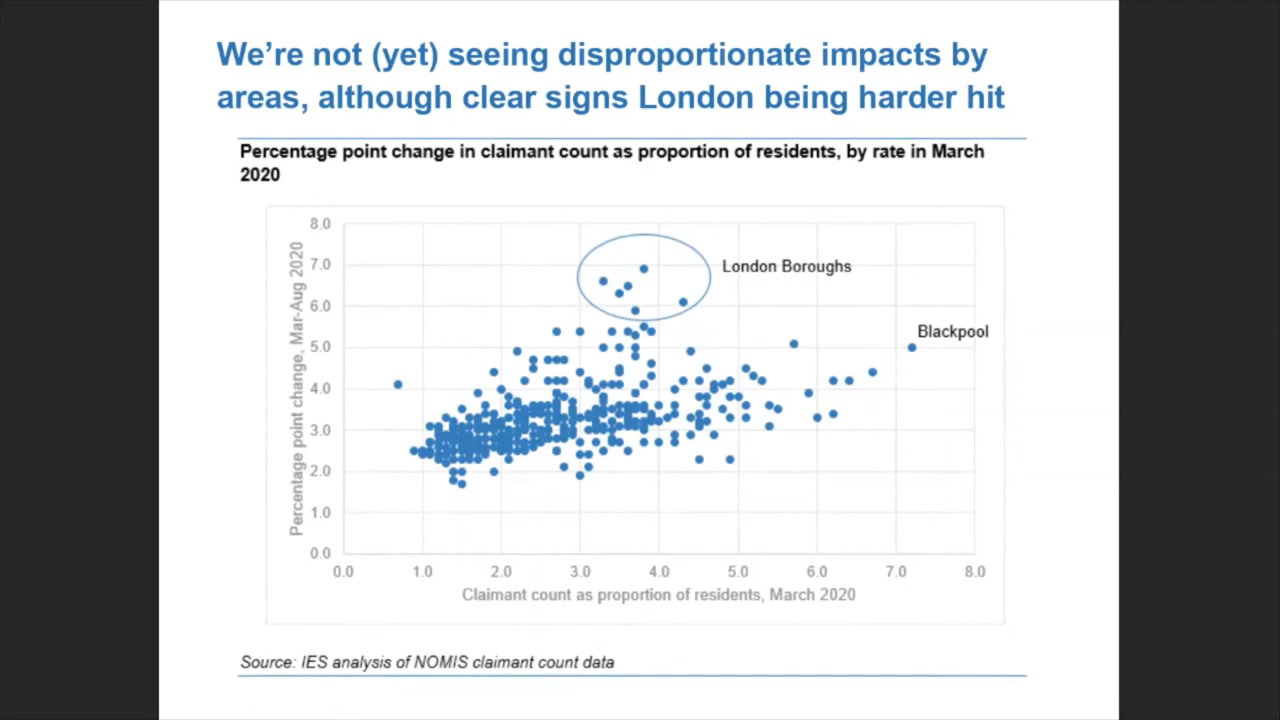 We're not (yet) seeing disproportionate impacts by
areas, although clear signs London being harder hit
Percentage point change in claimant count as proportion of residents, by rate in March
2020
Percentage point change, Mar-Aug 2020
8.0
7.0
6.0
5.0
4.0
3.0
2.0
1.0
0.0
London Boroughs
Blackpool
0.0 1.0 2.0 3.0 4.0 5.0 6.0 7.0 8.0
Claimant count as proportion of residents, March 2020
Source: IES analysis of NOMIS claimant count data